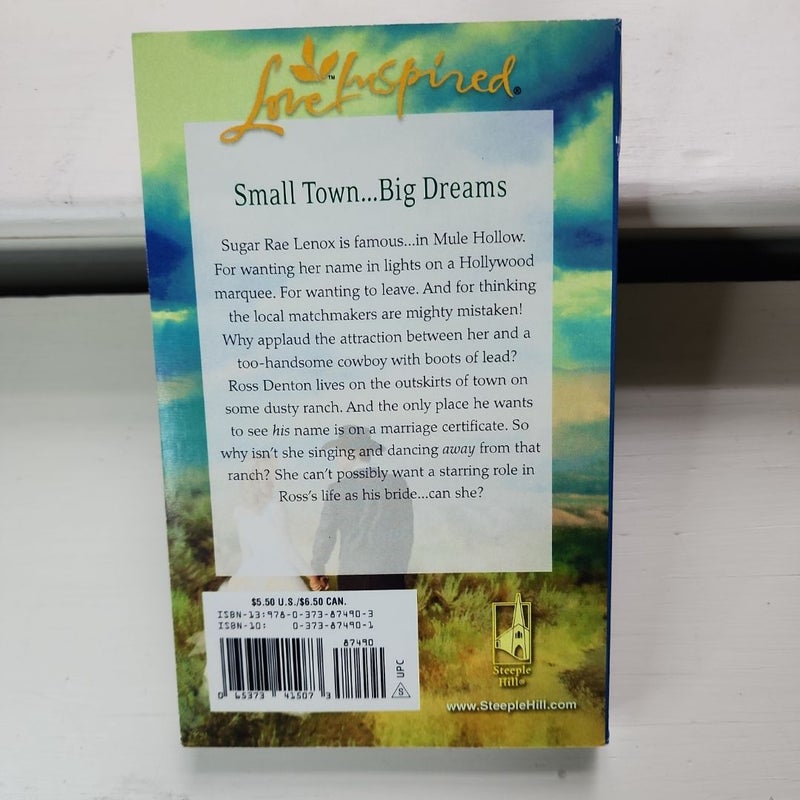 Love Inspired®
™
Small Town...Big Dreams
Sugar Rae Lenox is famous...in Mule Hollow.
For wanting her name in lights on a Hollywood
marquee. For wanting to leave. And for thinking
the local matchmakers are mighty mistaken!
Why applaud the attraction between her and a
too-handsome cowboy with boots of lead?
Ross Denton lives on the outskirts of town on
some dusty ranch. And the only place he wants
to see his name is on a marriage certificate. So
why isn't she singing and dancing away from that
ranch? She can't possibly want a starring role in
Ross's life as his bride...can she?
$5.50 U.S./$6.50 CAN.
ISBN-13:978-0-373-87490-3
ISBN-10: 0-373-87490-1
87490
0 65373 41507 3
UPC
S
Steeple
Hill®
www.SteepleHill.com